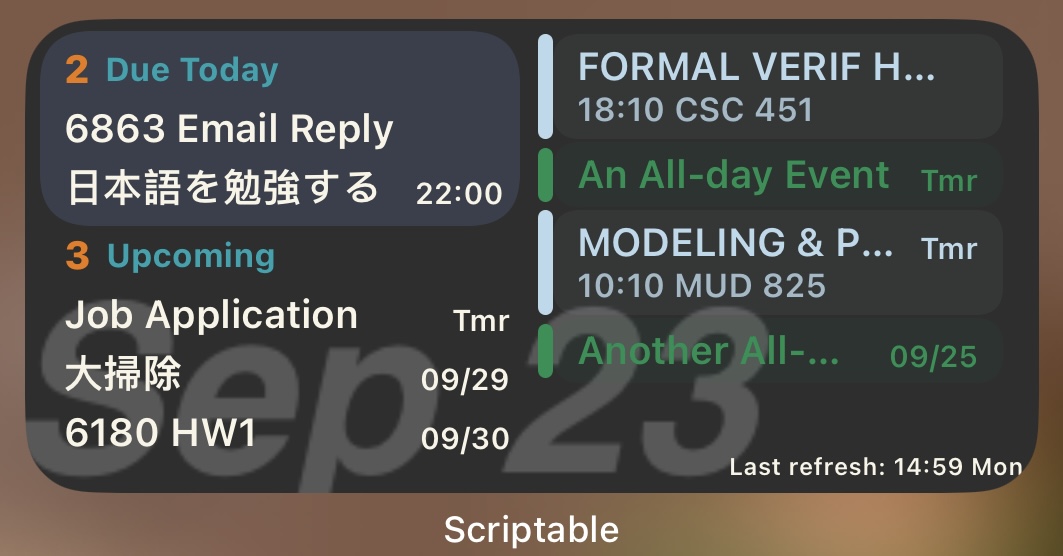 2 Due Today
6863 Email Reply
日本語を勉強する 22:00
3 Upcoming
Job Application Tmr
大掃除 09/29
6180 HW1 09/30
FORMAL VERIF H...
18:10 CSC 451
An All-day Event Tmr
MODELING & P... Tmr
10:10 MUD 825
Another All-... 09/25
Sep 23
Last refresh: 14:59 Mon
Scriptable